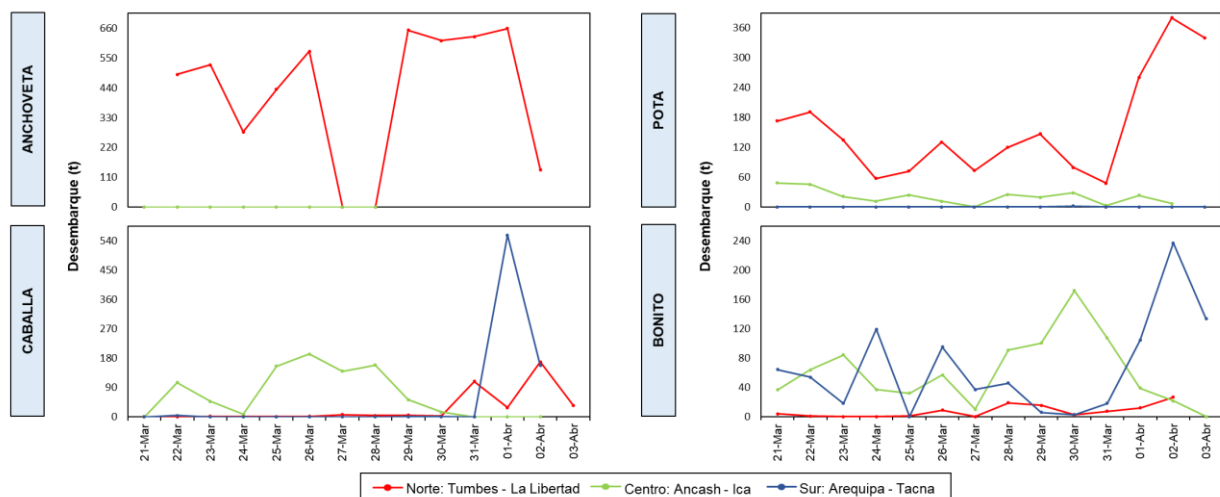 ANCHOVETA
Desembarque (t)
660
550
440
330
220
110
0
POTA
Desembarque (t)
360
300
240
180
120
60
0
CABALLA
540
450
360
270
180
90
0
21-Mar
22-Mar
23-Mar
24-Mar
25-Mar
26-Mar
27-Mar
28-Mar
29-Mar
30-Mar
31-Mar
01-Abr
02-Abr
03-Abr
BONITO
240
200
160
120
80
40
0
21-Mar
22-Mar
23-Mar
24-Mar
25-Mar
26-Mar
27-Mar
28-Mar
29-Mar
30-Mar
31-Mar
01-Abr
02-Abr
03-Abr
Norte: Tumbes - La Libertad Centro: Ancash - Ica Sur: Arequipa - Tacna